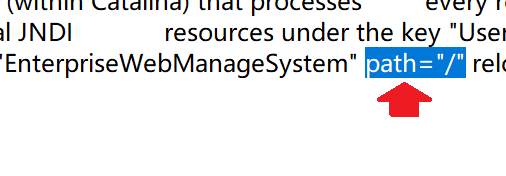 (within Catalina) that processes every r
al JNDI resources under the key "User
"EnterpriseWebManageSystem" path="/" relo